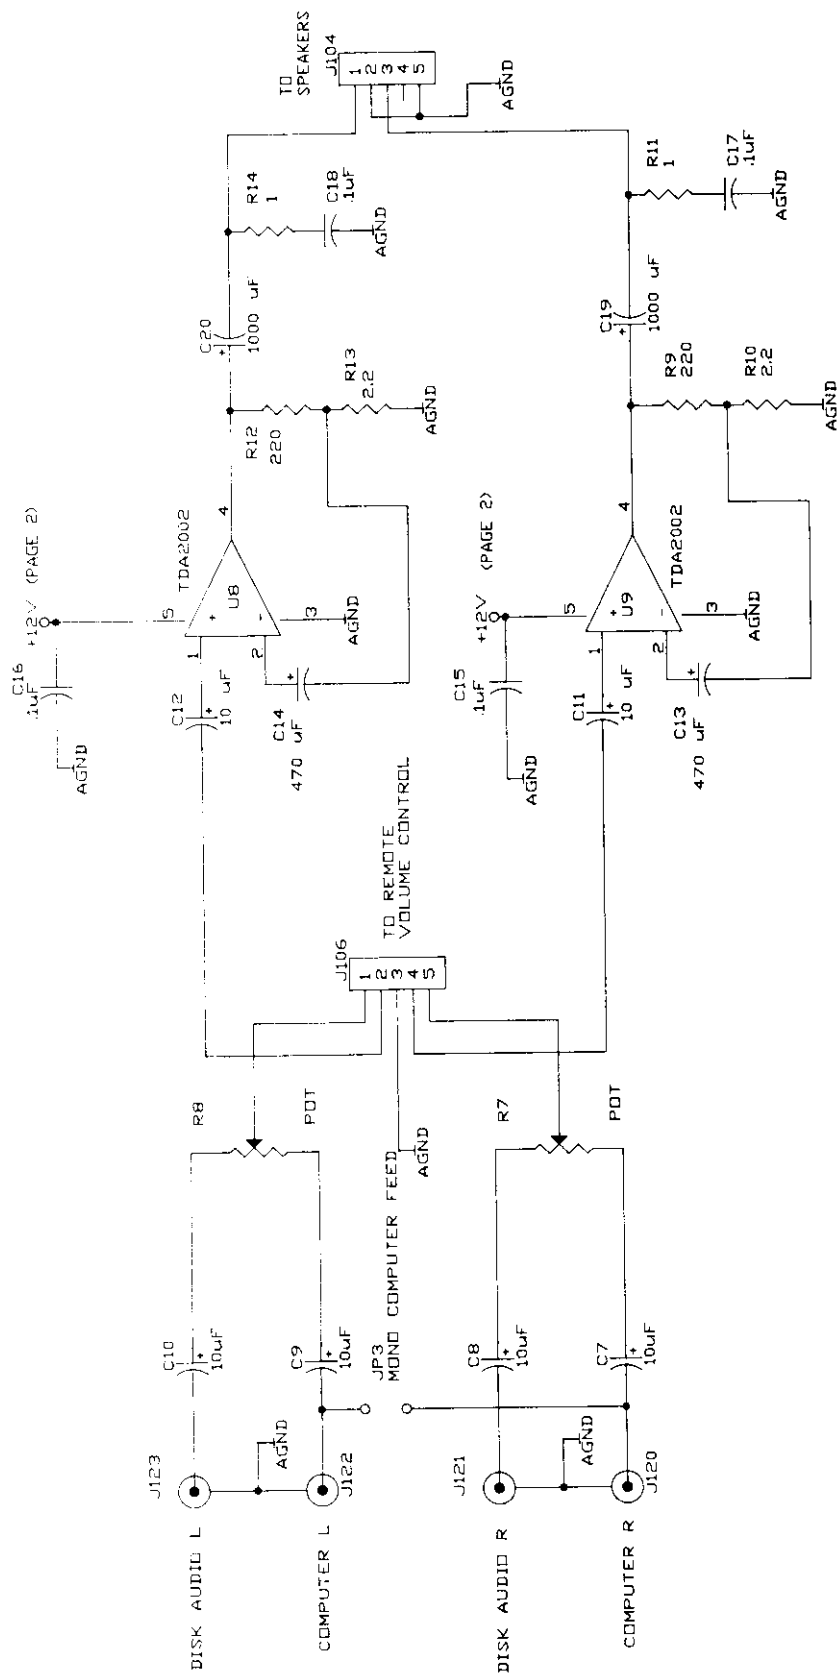 DISK AUDIO L
J123
C10
10uF
+
COMPUTER L
J122
AGND
C9
10uF
+
R8
POT
JP3
MONO COMPUTER FEED
AGND
J106
1
2
3
4
5
TO REMOTE
VOLUME CONTROL
AGND
C16
.1uF
+12V (PAGE 2)
C12
10 uF
+
C14
470 uF
+
1
2
5
+
-
U8
TDA2002
4
3
AGND
R12
220
R13
2.2
AGND
C20
+
1000 uF
R14
1
C18
.1uF
AGND
TO
SPEAKERS
J104
1
2
3
4
5
AGND
DISK AUDIO R
J121
C8
10uF
+
COMPUTER R
J120
AGND
C7
10uF
+
R7
POT
AGND
C15
.1uF
+12V (PAGE 2)
C11
10 uF
+
C13
470 uF
+
1
2
5
+
-
U9
TDA2002
4
3
AGND
R9
220
R10
2.2
AGND
C19
+
1000 uF
R11
1
C17
.1uF
AGND